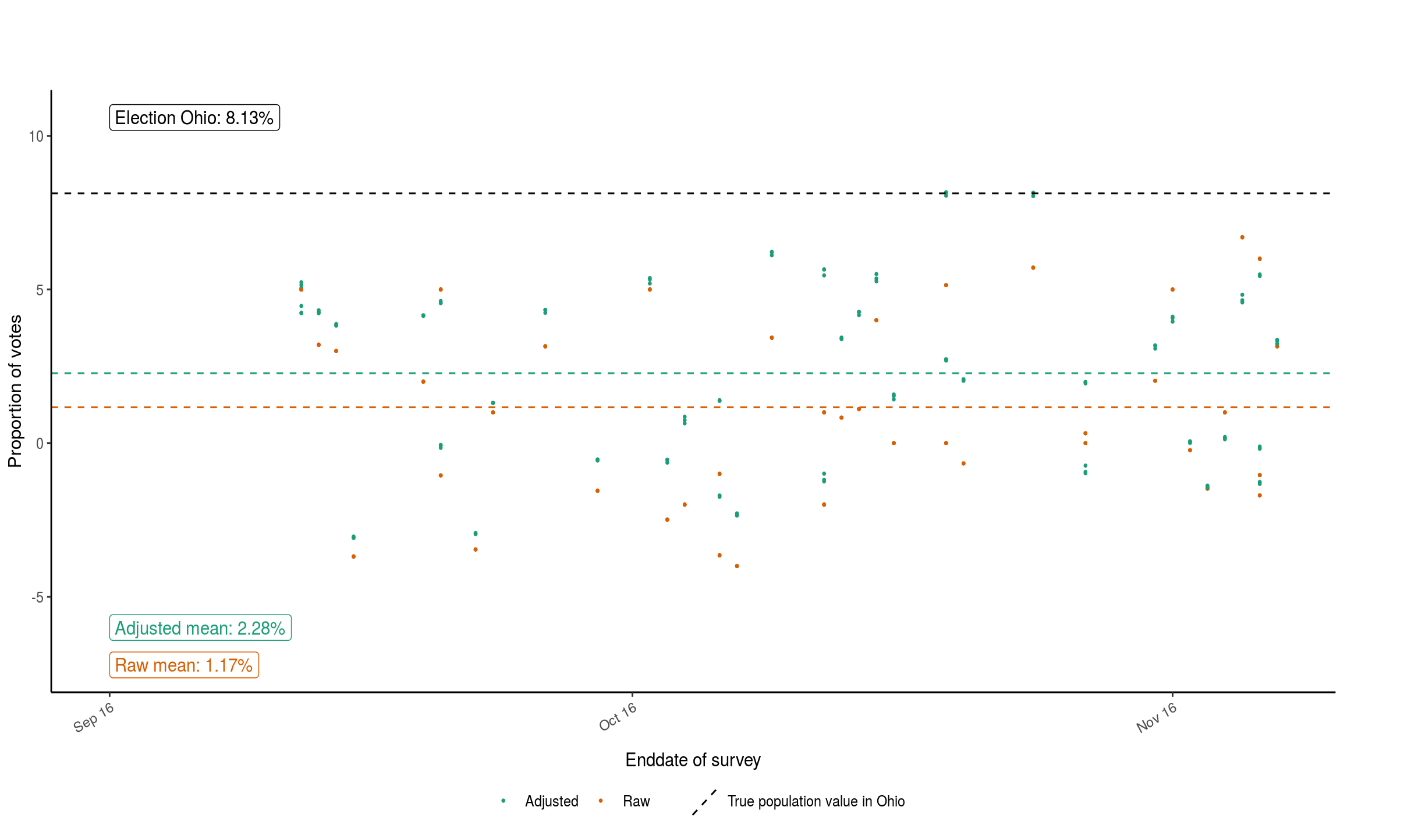 Election Ohio: 8.13%
10
5
0
-5
Proportion of votes
Adjusted mean: 2.28%
Raw mean: 1.17%
Sep 16
Oct 16
Nov 16
Enddate of survey
Adjusted
Raw
True population value in Ohio